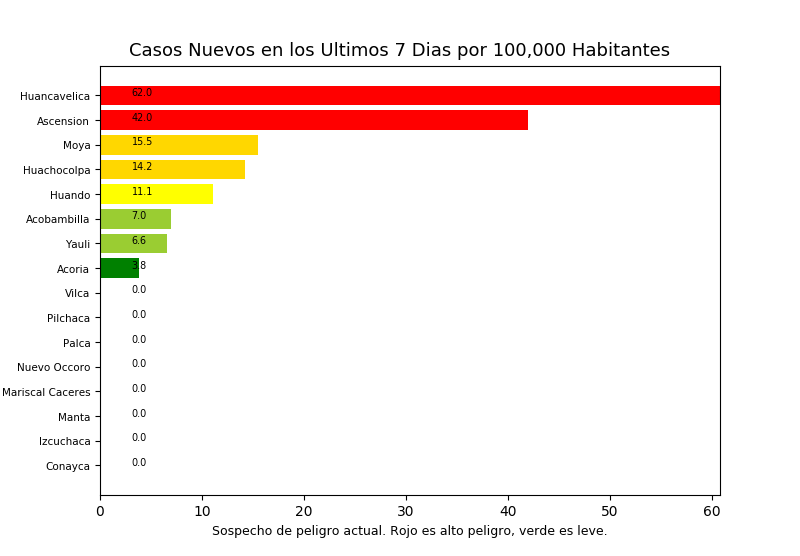 Casos Nuevos en los Ultimos 7 Dias por 100,000 Habitantes
Huancavelica 62.0
Ascension 42.0
Moya 15.5
Huachocolpa 14.2
Huando 11.1
Acobambilla 7.0
Yauli 6.6
Acoria 3.8
Vilca 0.0
Pilchaca 0.0
Palca 0.0
Nuevo Occoro 0.0
Mariscal Caceres 0.0
Manta 0.0
Izcuchaca 0.0
Conayca 0.0
0 10 20 30 40 50 60
Sospecho de peligro actual. Rojo es alto peligro, verde es leve.